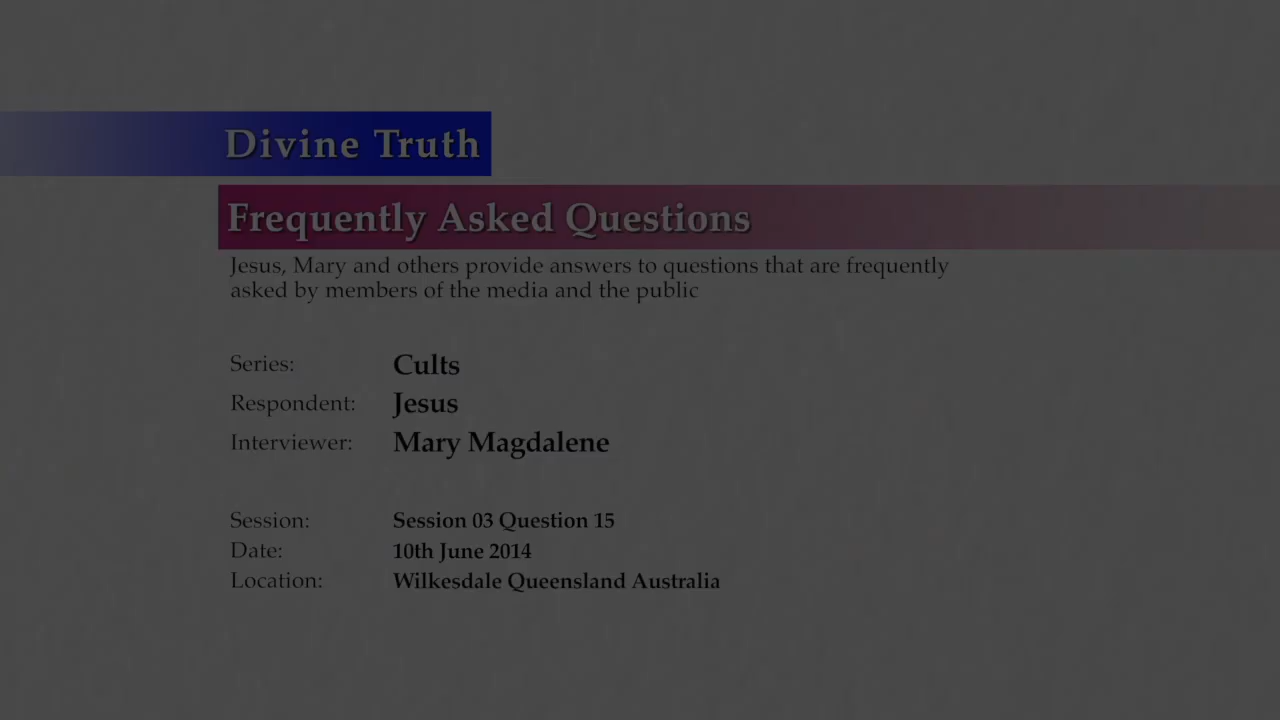 Divine Truth
Frequently Asked Questions
Jesus, Mary and others provide answers to questions that are frequently
asked by members of the media and the public
Series: Cults
Respondent: Jesus
Interviewer: Mary Magdalene
Session: Session 03 Question 15
Date: 10th June 2014
Location: Wilkesdale Queensland Australia